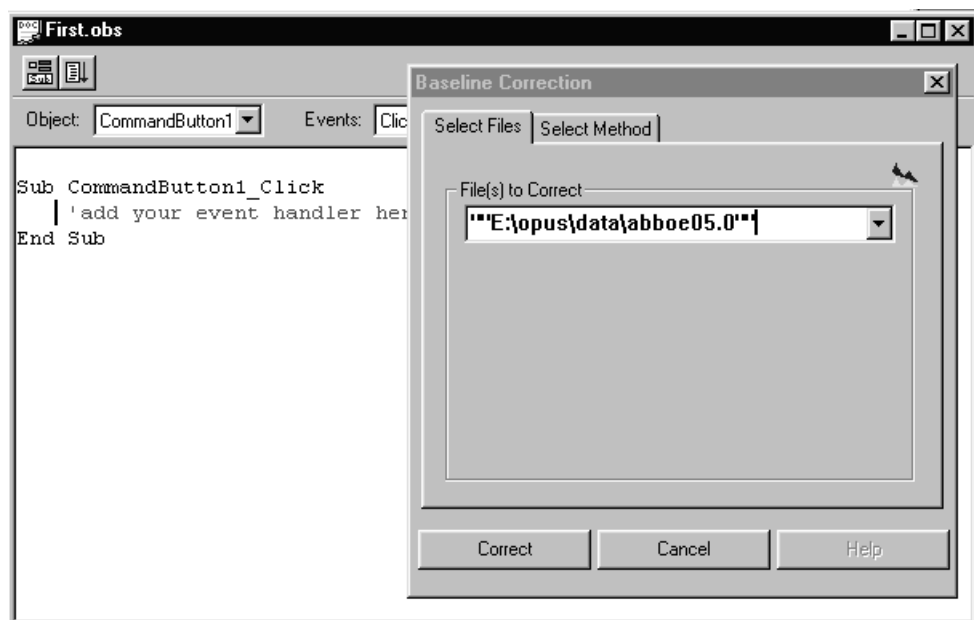 First.obs
Sub
Object: CommandButton1 Events: Clic
Sub CommandButton1_Click
'add your event handler her
End Sub
Baseline Correction
Select Files Select Method
File(s) to Correct
"""E:\opus\data\abboe05.0"""
Correct Cancel Help